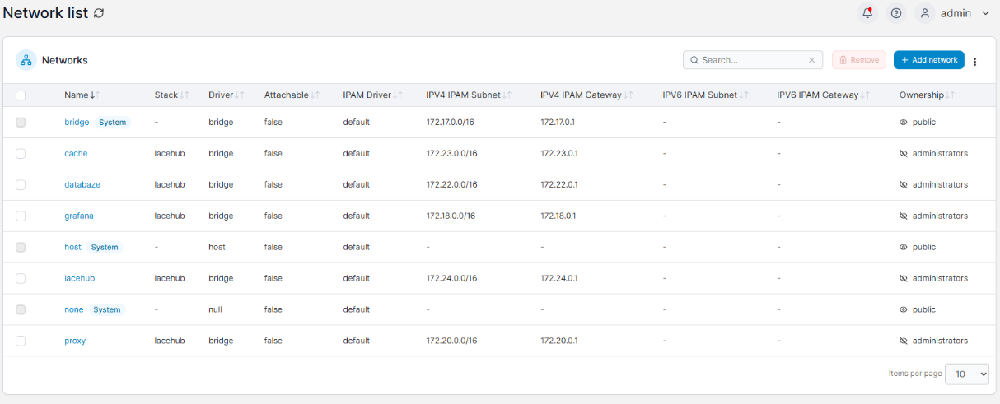 Network list admin
Networks Search... Remove + Add network
Name Stack Driver Attachable IPAM Driver IPV4 IPAM Subnet IPV4 IPAM Gateway IPV6 IPAM Subnet IPV6 IPAM Gateway Ownership
bridge System - bridge false default 172.17.0.0/16 172.17.0.1 - - public
cache lacehub bridge false default 172.23.0.0/16 172.23.0.1 - - administrators
databaze lacehub bridge false default 172.22.0.0/16 172.22.0.1 - - administrators
grafana lacehub bridge false default 172.18.0.0/16 172.18.0.1 - - administrators
host System - host false default - - - - public
lacehub lacehub bridge false default 172.24.0.0/16 172.24.0.1 - - administrators
none System - null false default - - - - public
proxy lacehub bridge false default 172.20.0.0/16 172.20.0.1 - - administrators
Items per page 10